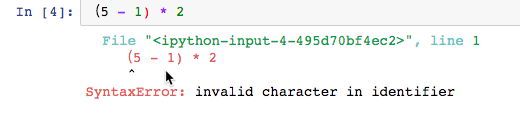 In [4]: （5 - 1) * 2
File "<ipython-input-4-495d70bf4ec2>", line 1
（5 - 1) * 2
^
SyntaxError: invalid character in identifier